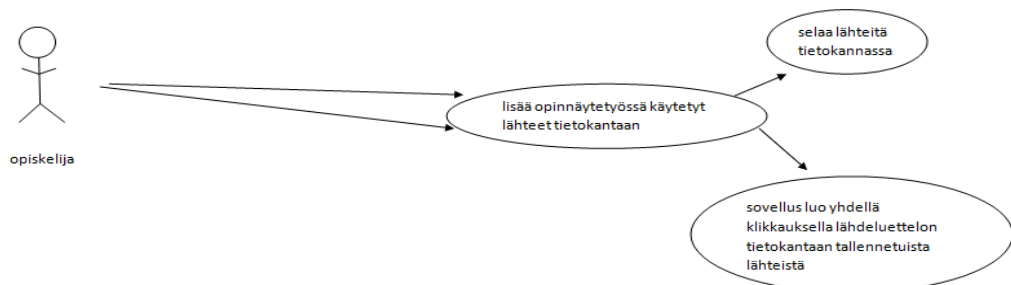 selaa lähteitä
tietokannassa
lisää opinnäytetyössä käytetyt
lähteet tietokantaan
opiskelija
sovellus luo yhdellä
klikkauksella lähdeluettelon
tietokantaan tallennetuista
lähteistä